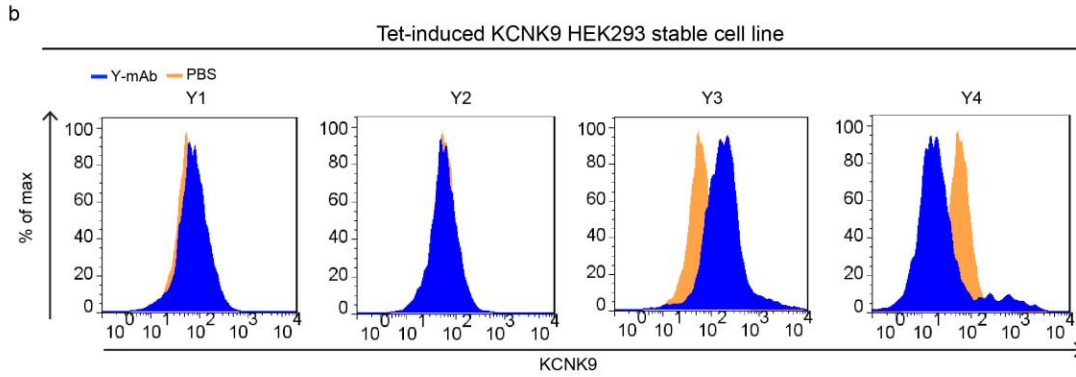 b
Tet-induced KCNK9 HEK293 stable cell line
Y-mAb PBS
Y1 Y2 Y3 Y4
% of max
100 100 100 100
80 80 80 80
60 60 60 60
40 40 40 40
20 20 20 20
0 0 0 0
10^0 10^1 10^2 10^3 10^4 10^0 10^1 10^2 10^3 10^4 10^0 10^1 10^2 10^3 10^4 10^0 10^1 10^2 10^3 10^4
KCNK9